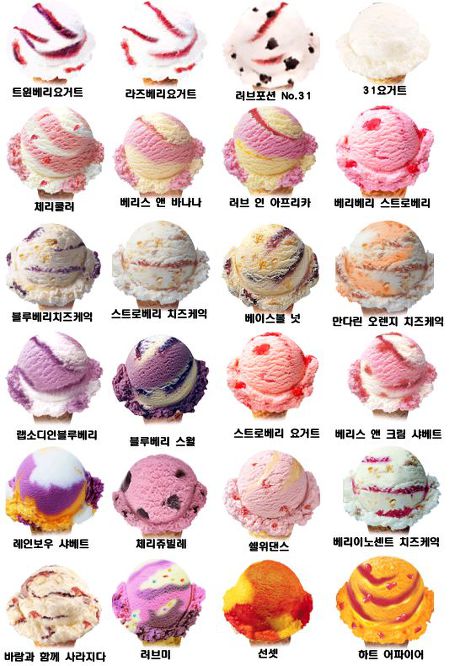 트윈베리요거트
라즈베리요거트
러브포션 No.31
31요거트
체리쿨러
베리스 앤 바나나
러브 인 아프리카
베리베리 스트로베리
블루베리치즈케익
스트로베리 치즈케익
베이스볼 넛
만다린 오렌지 치즈케익
랩소디인블루베리
블루베리 스월
스트로베리 요거트
베리스 앤 크림 샤베트
레인보우 샤베트
체리쥬빌레
쉘위댄스
베리이노센트 치즈케익
바람과 함께 사라지다
러브미
선셋
하트 어파이어